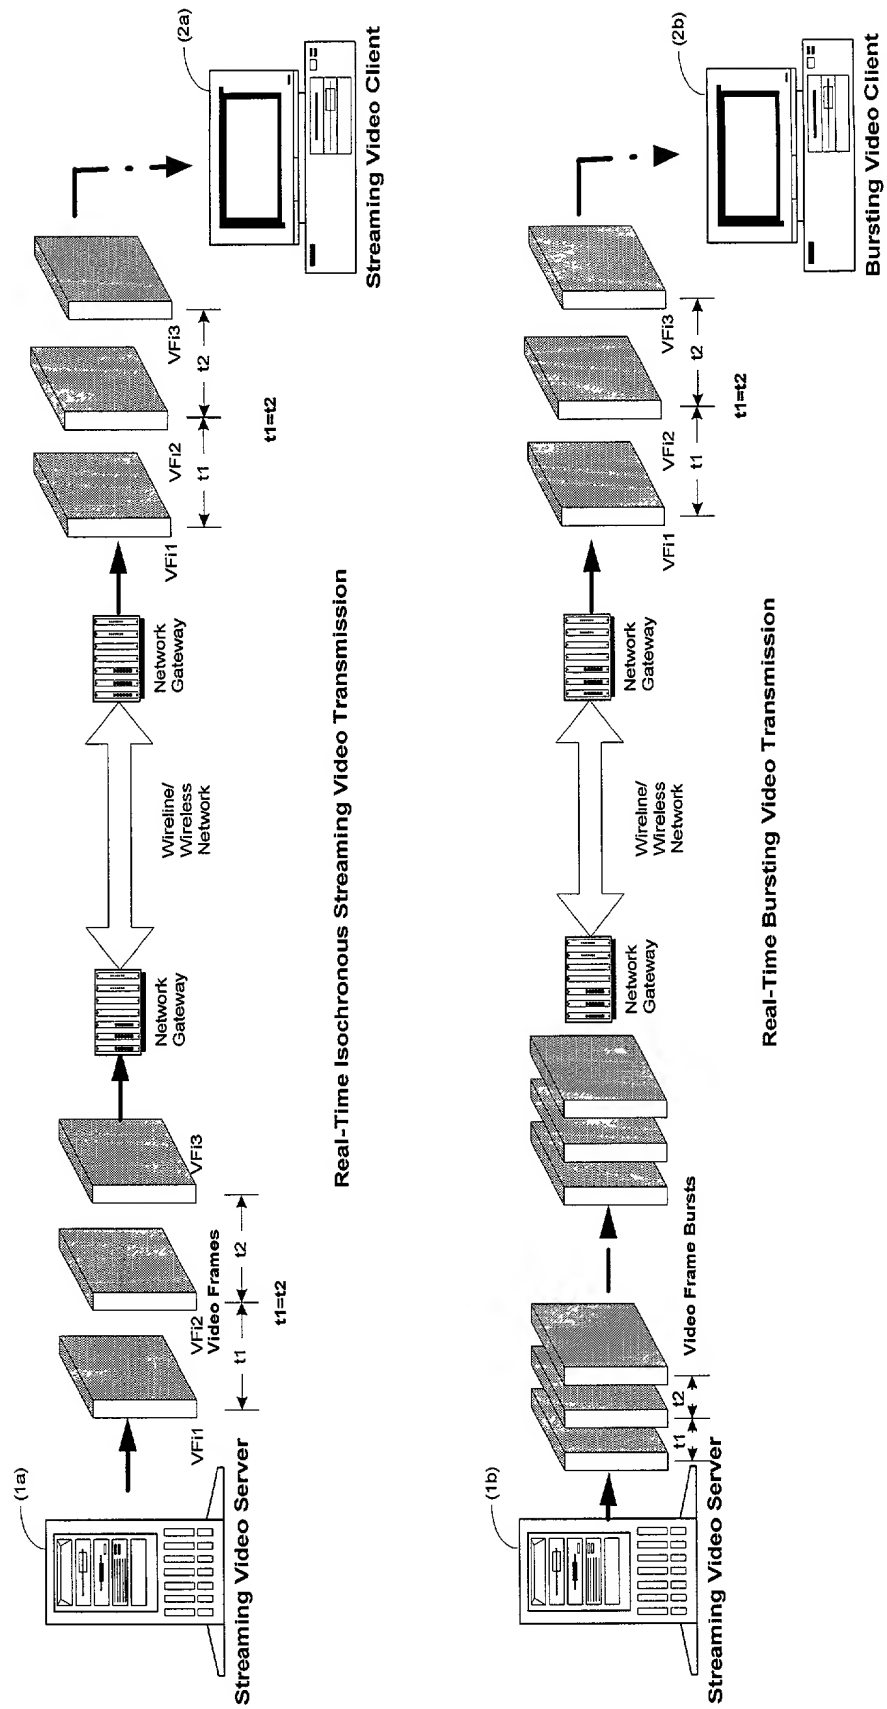 (1a)
Streaming Video Server
VFi1
VFi2
VFi3
Video Frames
t1
t2
t1=t2
Network
Gateway
Wireline/
Wireless
Network
Network
Gateway
VFi1
VFi2
VFi3
t1
t2
t1=t2
(2a)
Streaming Video Client
Real-Time Isochronous Streaming Video Transmission
(1b)
Streaming Video Server
t1
t2
Video Frame Bursts
Network
Gateway
Wireline/
Wireless
Network
Network
Gateway
VFi1
VFi2
VFi3
t1
t2
t1=t2
(2b)
Bursting Video Client
Real-Time Bursting Video Transmission